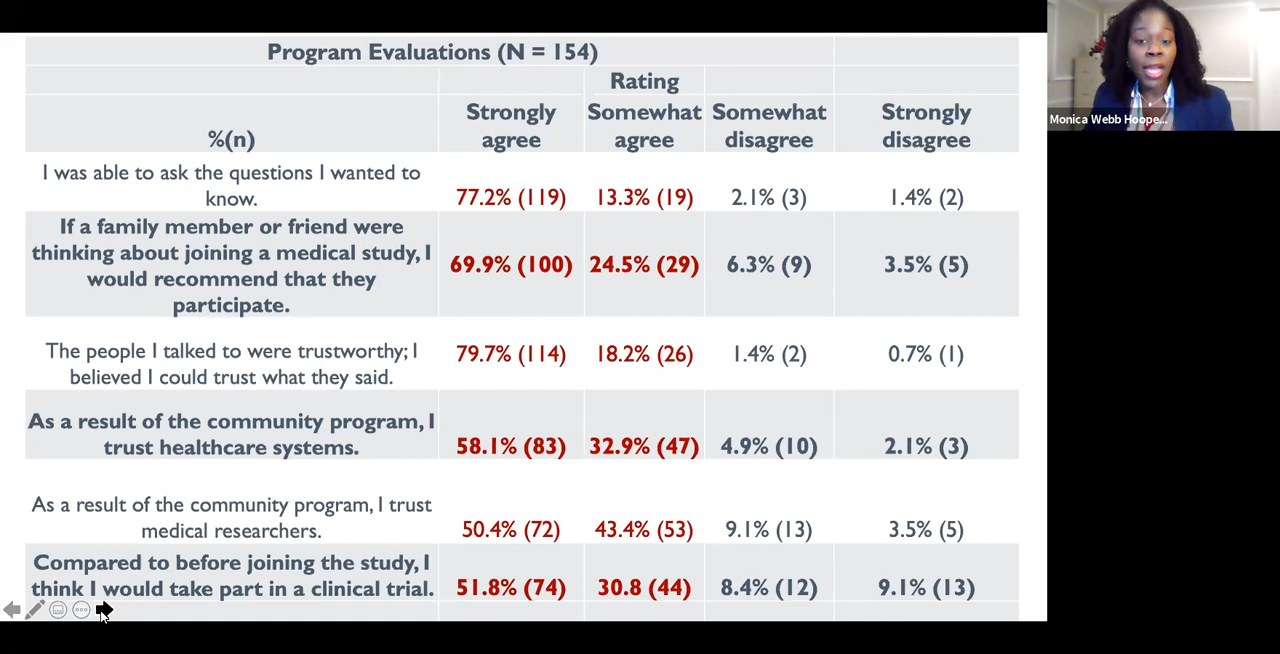 Program Evaluations (N = 154)
Rating
%(n)
Strongly agree
Somewhat agree
Somewhat disagree
Strongly disagree
I was able to ask the questions I wanted to
know.
77.2% (119) 13.3% (19) 2.1% (3) 1.4% (2)
If a family member or friend were
thinking about joining a medical study, I
would recommend that they
participate.
69.9% (100) 24.5% (29) 6.3% (9) 3.5% (5)
The people I talked to were trustworthy; I
believed I could trust what they said.
79.7% (114) 18.2% (26) 1.4% (2) 0.7% (1)
As a result of the community program, I
trust healthcare systems.
58.1% (83) 32.9% (47) 4.9% (10) 2.1% (3)
As a result of the community program, I trust
medical researchers.
50.4% (72) 43.4% (53) 9.1% (13) 3.5% (5)
Compared to before joining the study, I
think I would take part in a clinical trial.
51.8% (74) 30.8 (44) 8.4% (12) 9.1% (13)
Monica Webb Hoope...